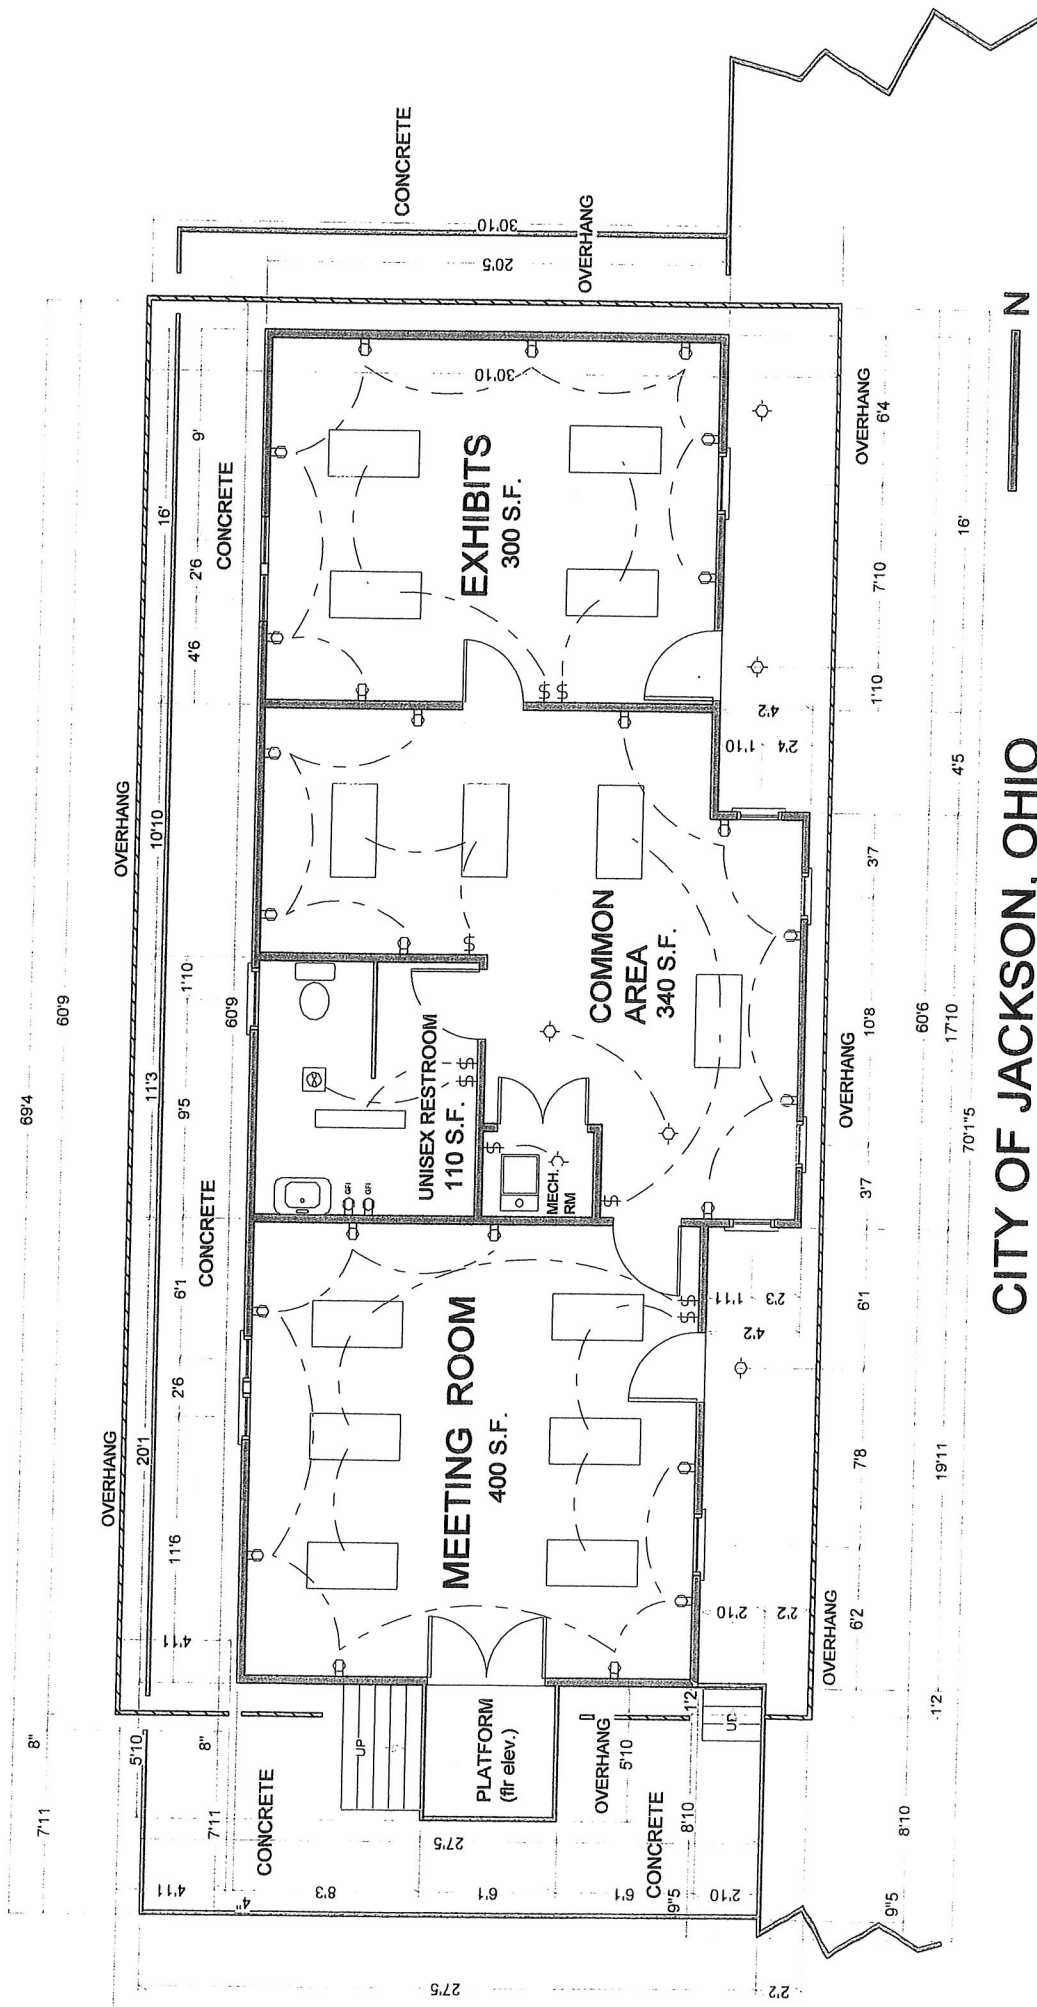 69'4
8"
7'11
60'9
OVERHANG
OVERHANG
16'
10'10
11'3
20'1
5'10
9'
2'6
4'6
1'10
9'5
6'1
2'6
11'6
4'11
CONCRETE
CONCRETE
60'9
8"
7'11
CONCRETE
CONCRETE
30'10
20'5
OVERHANG
30'10
EXHIBITS
300 S.F.
$$
$
COMMON
AREA
340 S.F.
UNISEX RESTROOM
110 S.F.
$$
GFI
GFI
$
MECH.
RM
$
MEETING ROOM
400 S.F.
$$
UP
PLATFORM
(flr elev.)
OVERHANG
5'10
CONCRETE
1'2
UP
8'10
4'11
4"
8'3
27'5
6'1
6'1
9"5
2'10
27'5
2'2
4'2
2'4
1'10
1'11
2'3
4'2
2'10
2'2
OVERHANG
OVERHANG
OVERHANG
6'4
7'10
1'10
3'7
10'8
3'7
6'1
7'8
6'2
16'
4'5
17'10
19'11
1'2
60'6
8'10
9"5
70'1"5
N
CITY OF JACKSON, OHIO